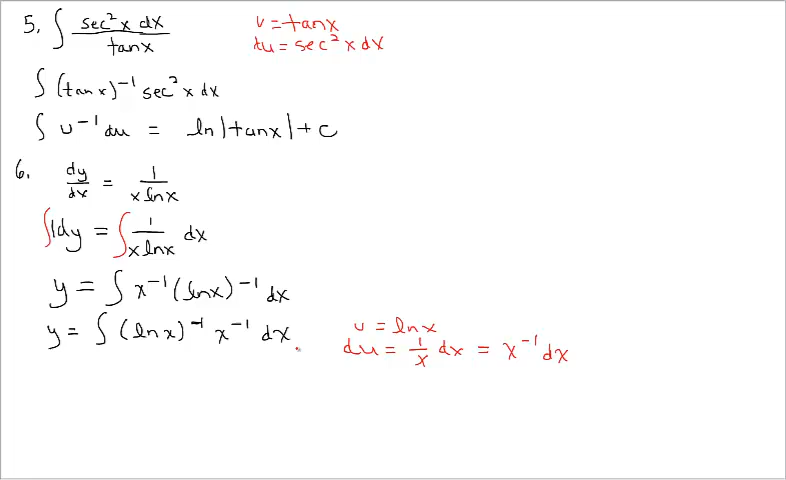 5. ∫ sec²x dx / tanx    u = tanx
du = sec²x dx
∫ (tanx)⁻¹ sec²x dx
∫ u⁻¹ du = ln|tanx| + c
6. dy/dx = 1/(x lnx)
∫1dy = ∫ 1/(x lnx) dx
y = ∫ x⁻¹ (lnx)⁻¹ dx
y = ∫ (lnx)⁻¹ x⁻¹ dx    u = lnx
du = 1/x dx = x⁻¹ dx